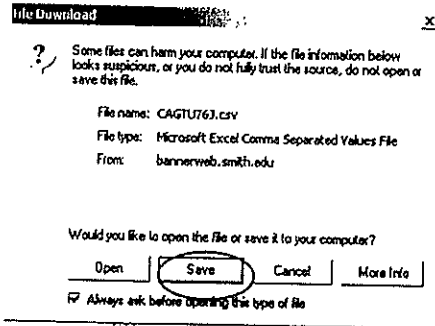 File Download
x
Some files can harm your computer. If the file information below
looks suspicious, or you do not fully trust the source, do not open or
save this file.
File name: CAGTU76J.csv
File type: Microsoft Excel Comma Separated Values File
From: bannerweb.smith.edu
Would you like to open the file or save it to your computer?
Open Save Cancel More Info
Always ask before opening this type of file